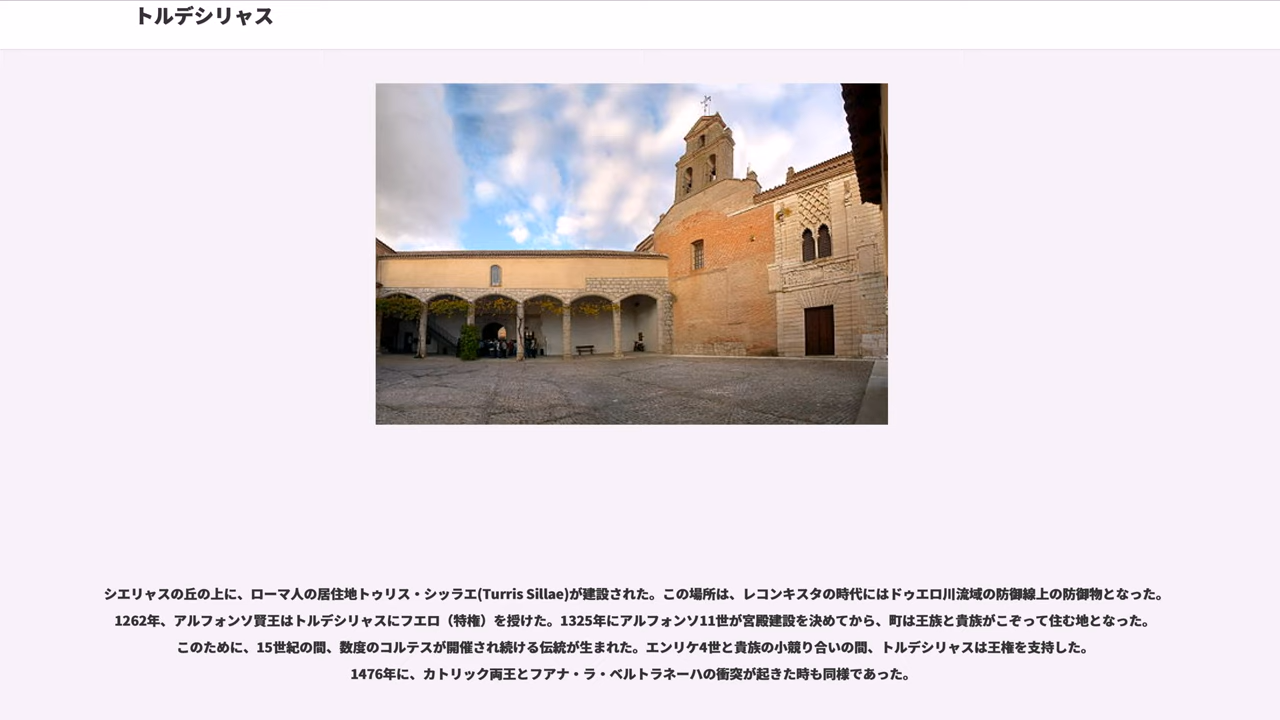 トルデシリャス
シエリャスの丘の上に、ローマ人の居住地トゥリス・シッラエ(Turris Sillae)が建設された。この場所は、レコンキスタの時代にはドゥエロ川流域の防御線上の防御物となった。
1262年、アルフォンソ賢王はトルデシリャスにフエロ（特権）を授けた。1325年にアルフォンソ11世が宮殿建設を決めてから、町は王族と貴族がこぞって住む地となった。
このために、15世紀の間、数度のコルテスが開催され続ける伝統が生まれた。エンリケ4世と貴族の小競り合いの間、トルデシリャスは王権を支持した。
1476年に、カトリック両王とフアナ・ラ・ベルトラネーハの衝突が起きた時も同様であった。